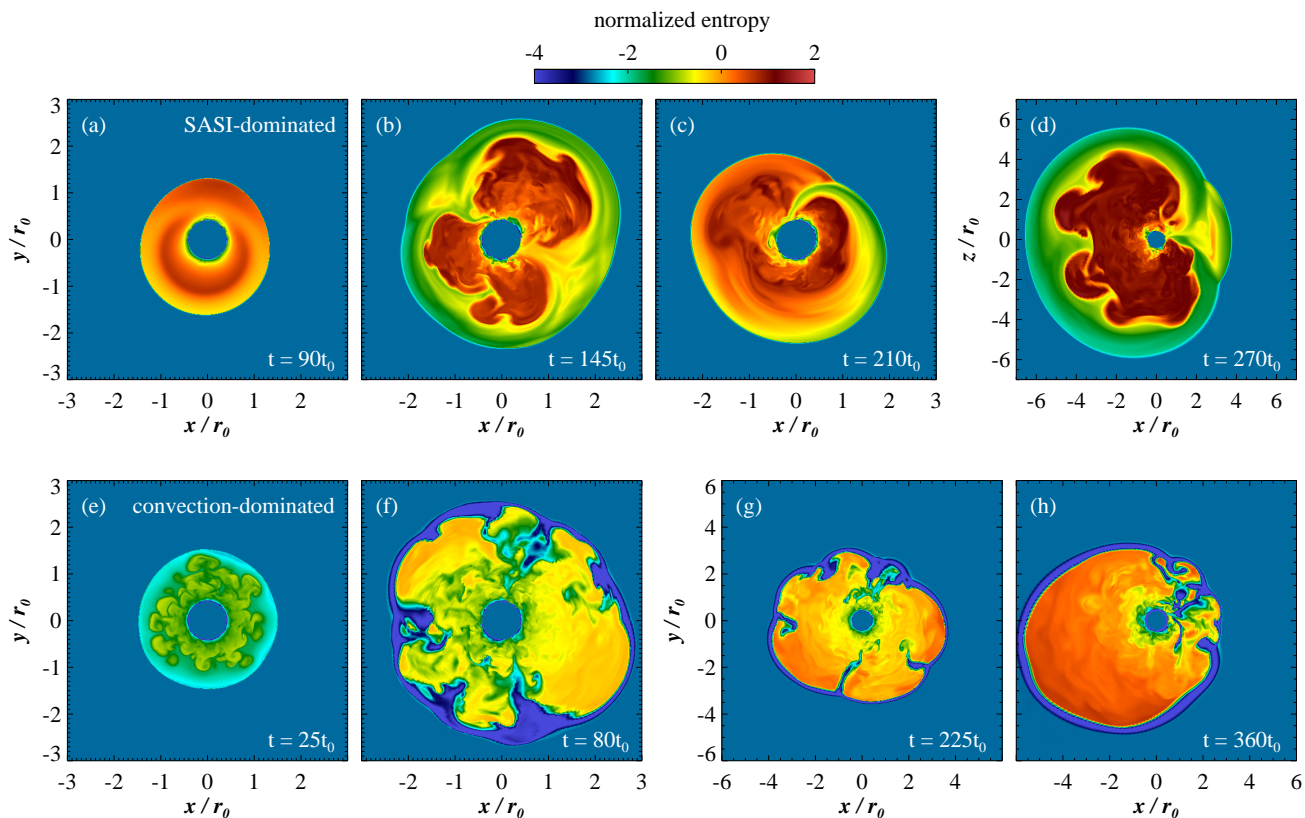 normalized entropy
-4 -2 0 2
(a) SASI-dominated
(b)
(c)
(d)
3
2
1
0
-1
-2
-3
y / r0
t = 90t0
t = 145t0
t = 210t0
6
4
2
0
-2
-4
-6
z / r0
t = 270t0
-3 -2 -1 0 1 2
-2 -1 0 1 2
-2 -1 0 1 2 3
-6 -4 -2 0 2 4 6
x / r0
x / r0
x / r0
x / r0
(e) convection-dominated
(f)
(g)
(h)
3
2
1
0
-1
-2
-3
y / r0
t = 25t0
t = 80t0
6
4
2
0
-2
-4
-6
y / r0
t = 225t0
t = 360t0
-3 -2 -1 0 1 2
-2 -1 0 1 2 3
-6 -4 -2 0 2 4
-4 -2 0 2 4 6
x / r0
x / r0
x / r0
x / r0